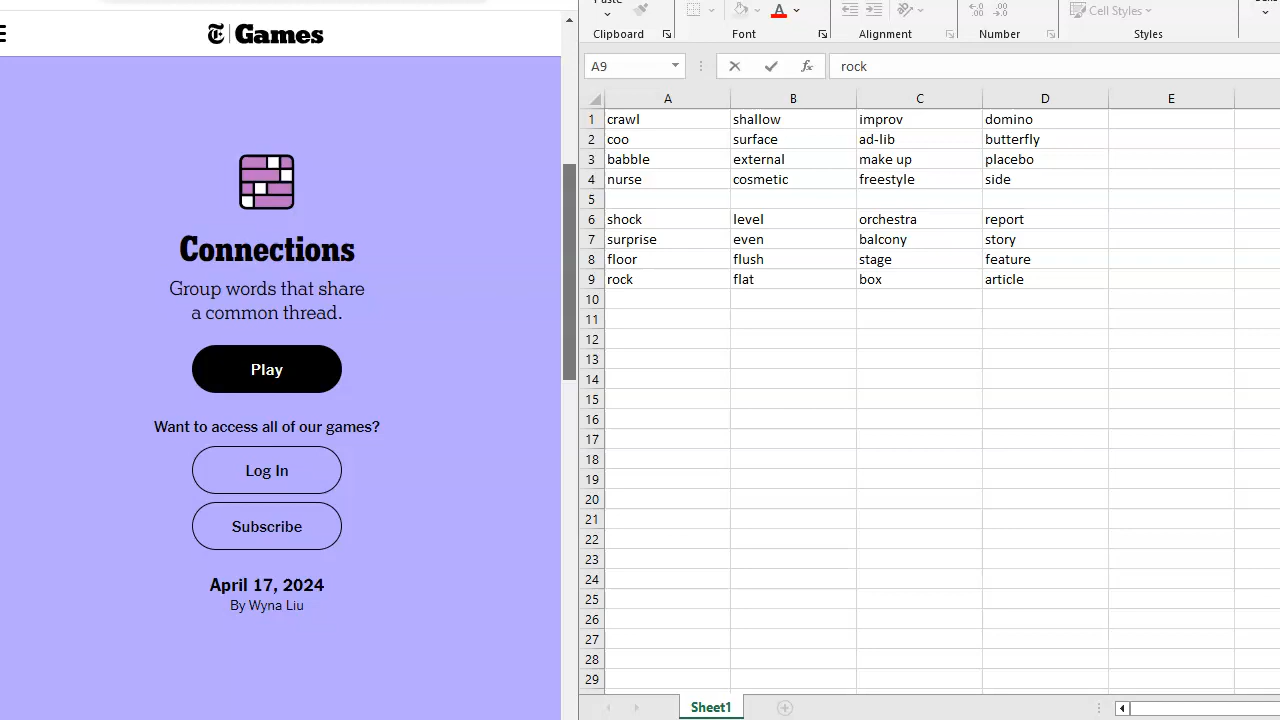 Games
Connections
Group words that share
a common thread.
Play
Want to access all of our games?
Log In
Subscribe
April 17, 2024
By Wyna Liu
Clipboard Font Alignment Number Cell Styles Styles
A9 fx rock
A B C D E
1 crawl shallow improv domino
2 coo surface ad-lib butterfly
3 babble external make up placebo
4 nurse cosmetic freestyle side
5
6 shock level orchestra report
7 surprise even balcony story
8 floor flush stage feature
9 rock flat box article
10
11
12
13
14
15
16
17
18
19
20
21
22
23
24
25
26
27
28
29
Sheet1